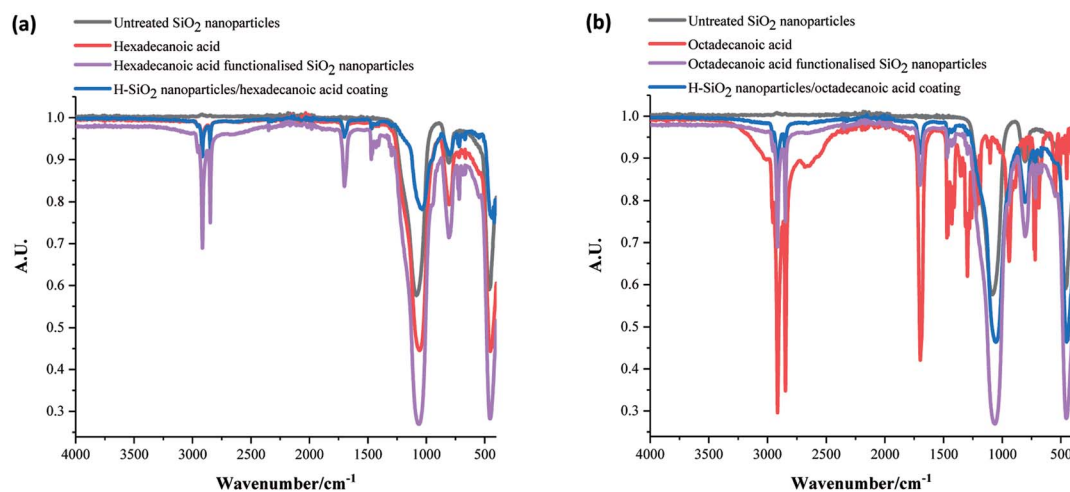 (a)
Untreated SiO₂ nanoparticles
Hexadecanoic acid
Hexadecanoic acid functionalised SiO₂ nanoparticles
H-SiO₂ nanoparticles/hexadecanoic acid coating
1.0
0.9
0.8
0.7
0.6
0.5
0.4
0.3
A.U.
4000 3500 3000 2500 2000 1500 1000 500
Wavenumber/cm⁻¹
(b)
Untreated SiO₂ nanoparticles
Octadecanoic acid
Octadecanoic acid functionalised SiO₂ nanoparticles
H-SiO₂ nanoparticles/octadecanoic acid coating
1.0
0.9
0.8
0.7
0.6
0.5
0.4
0.3
A.U.
4000 3500 3000 2500 2000 1500 1000 500
Wavenumber/cm⁻¹